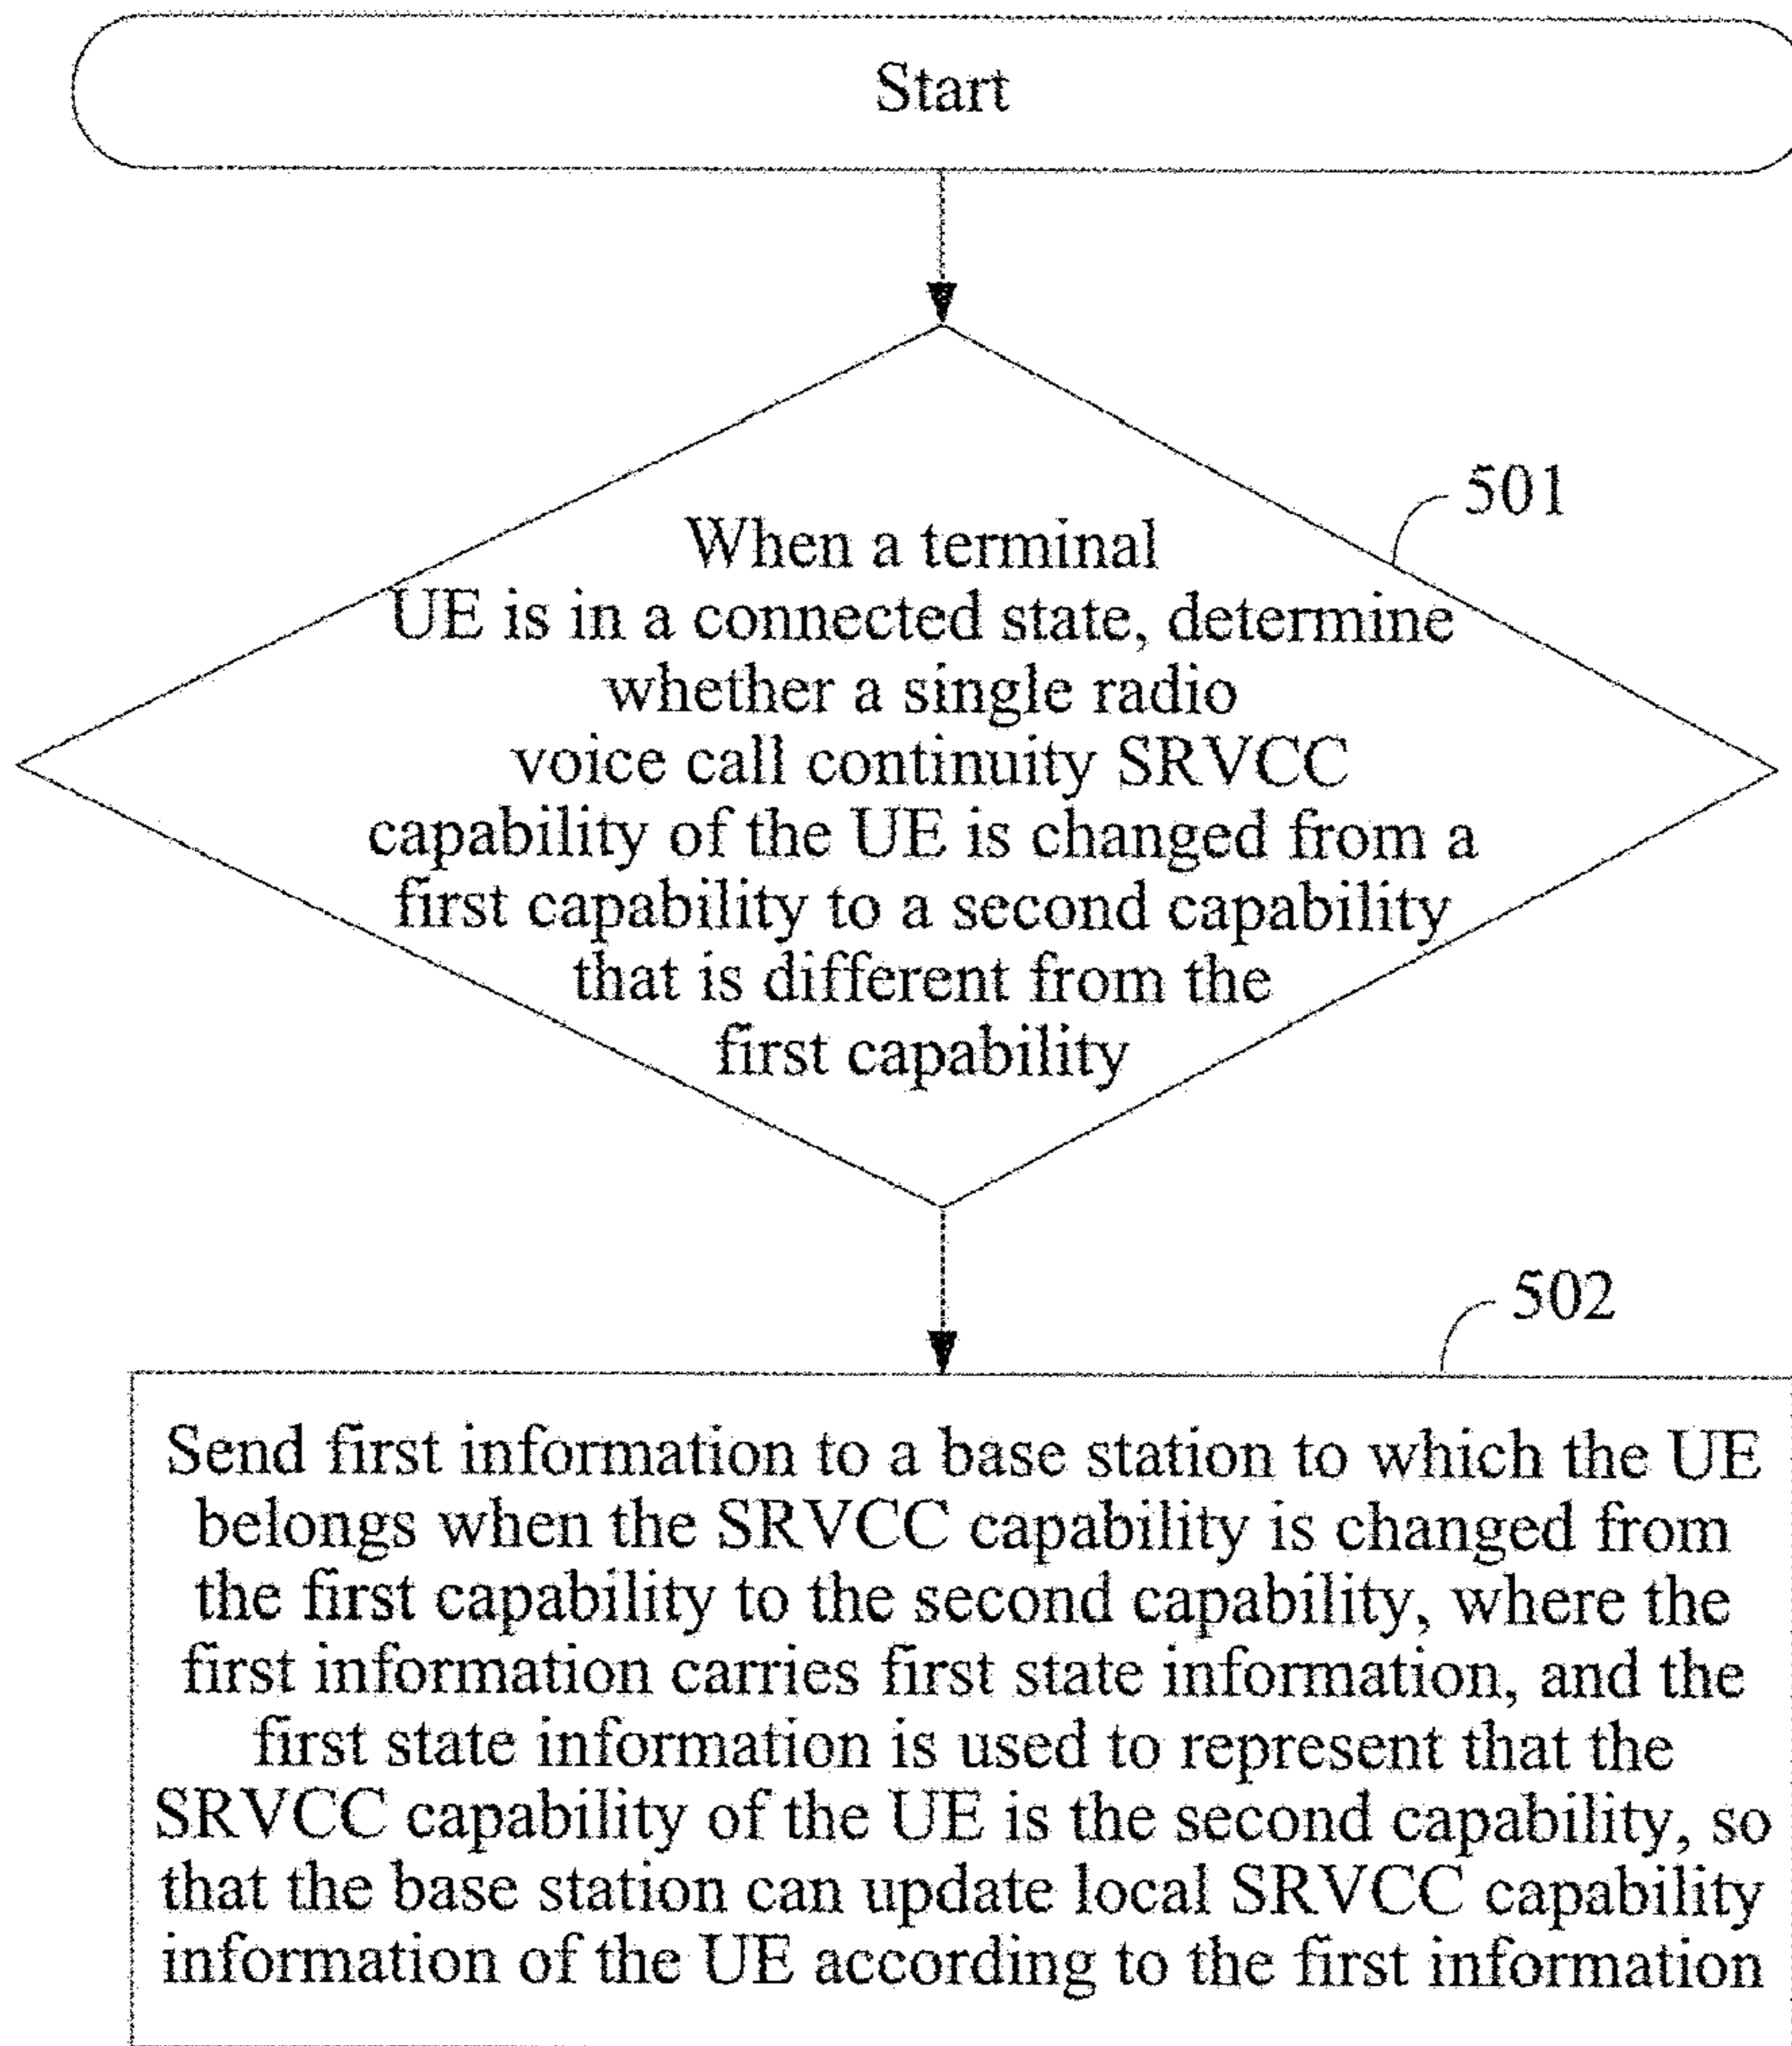 Start
501
When a terminal
UE is in a connected state, determine
whether a single radio
voice call continuity SRVCC
capability of the UE is changed from a
first capability to a second capability
that is different from the
first capability
502
Send first information to a base station to which the UE
belongs when the SRVCC capability is changed from
the first capability to the second capability, where the
first information carries first state information, and the
first state information is used to represent that the
SRVCC capability of the UE is the second capability, so
that the base station can update local SRVCC capability
information of the UE according to the first information